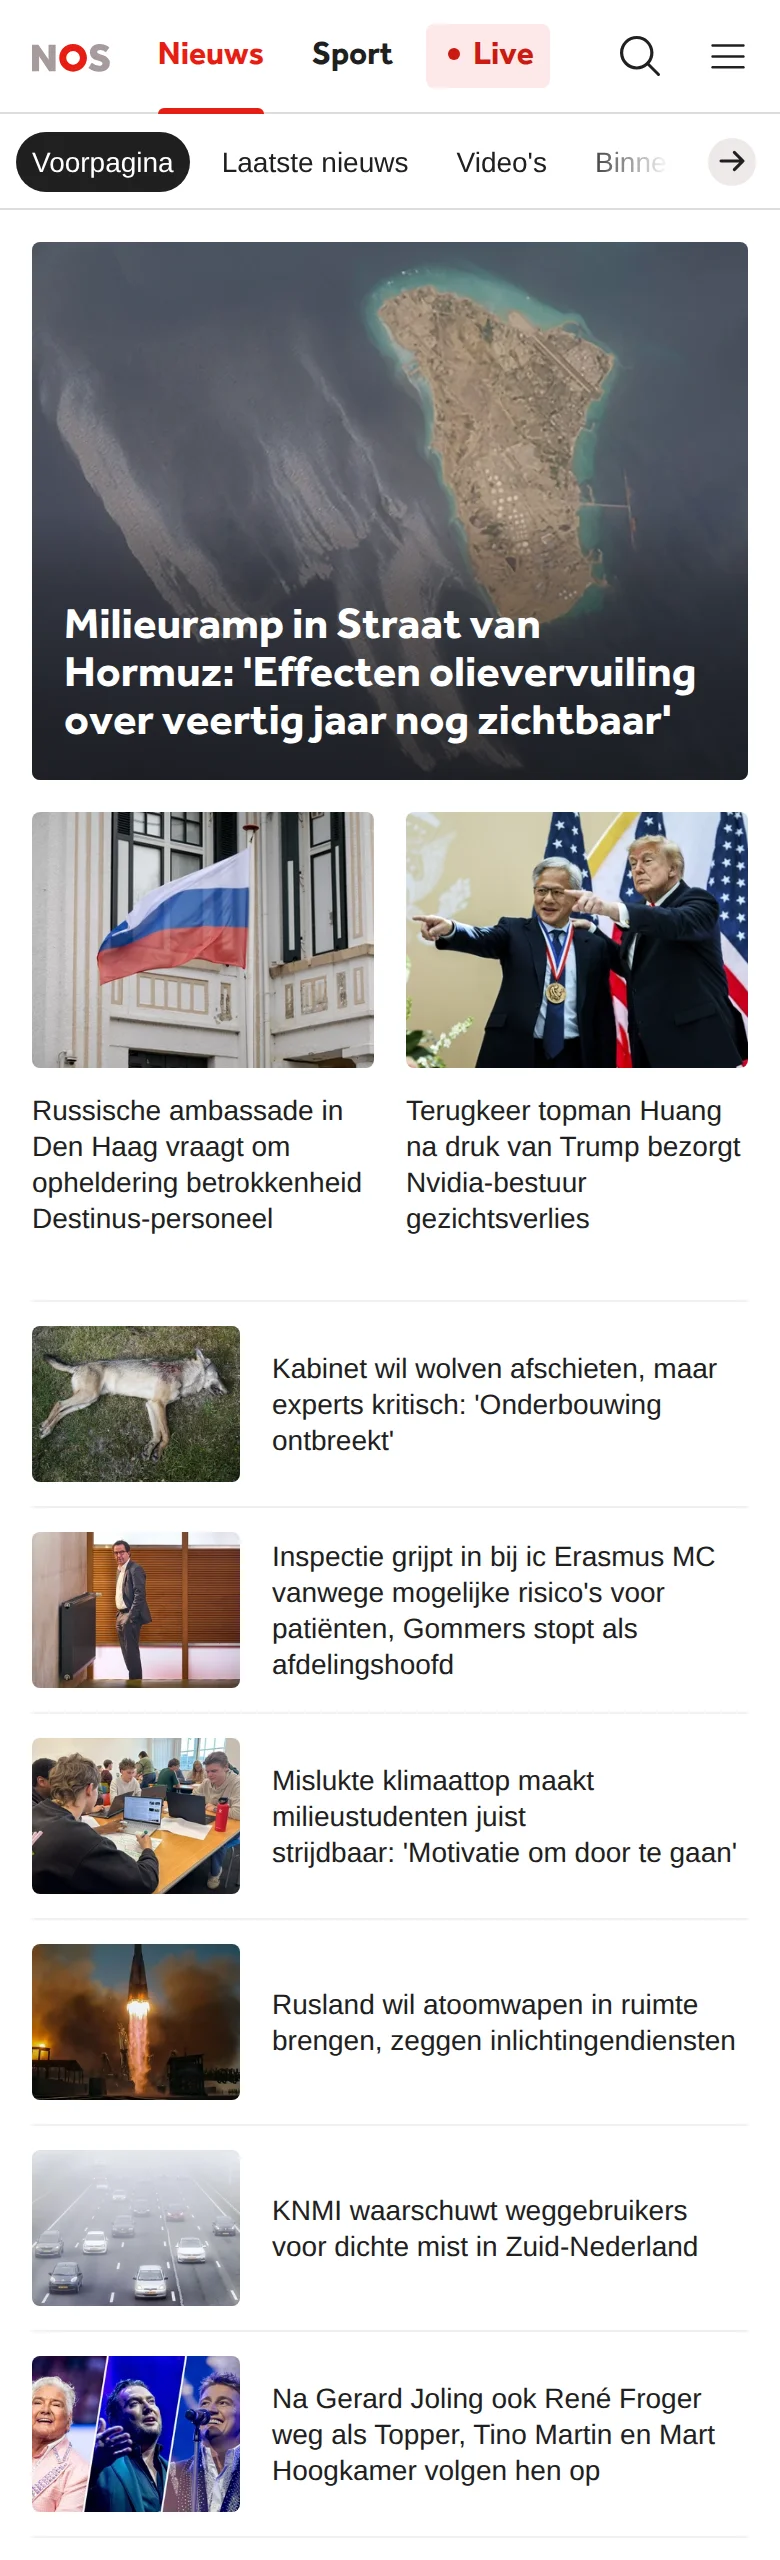 NOS
Nieuws
Sport
Live
Voorpagina
Laatste nieuws
Video's
Binne
Milieuramp in Straat van
Hormuz: 'Effecten olievervuiling
over veertig jaar nog zichtbaar'
Russische ambassade in
Den Haag vraagt om
opheldering betrokkenheid
Destinus-personeel
Terugkeer topman Huang
na druk van Trump bezorgt
Nvidia-bestuur
gezichtsverlies
Kabinet wil wolven afschieten, maar
experts kritisch: 'Onderbouwing
ontbreekt'
Inspectie grijpt in bij ic Erasmus MC
vanwege mogelijke risico's voor
patiënten, Gommers stopt als
afdelingshoofd
Mislukte klimaattop maakt
milieustudenten juist
strijdbaar: 'Motivatie om door te gaan'
Rusland wil atoomwapen in ruimte
brengen, zeggen inlichtingendiensten
KNMI waarschuwt weggebruikers
voor dichte mist in Zuid-Nederland
Na Gerard Joling ook René Froger
weg als Topper, Tino Martin en Mart
Hoogkamer volgen hen op